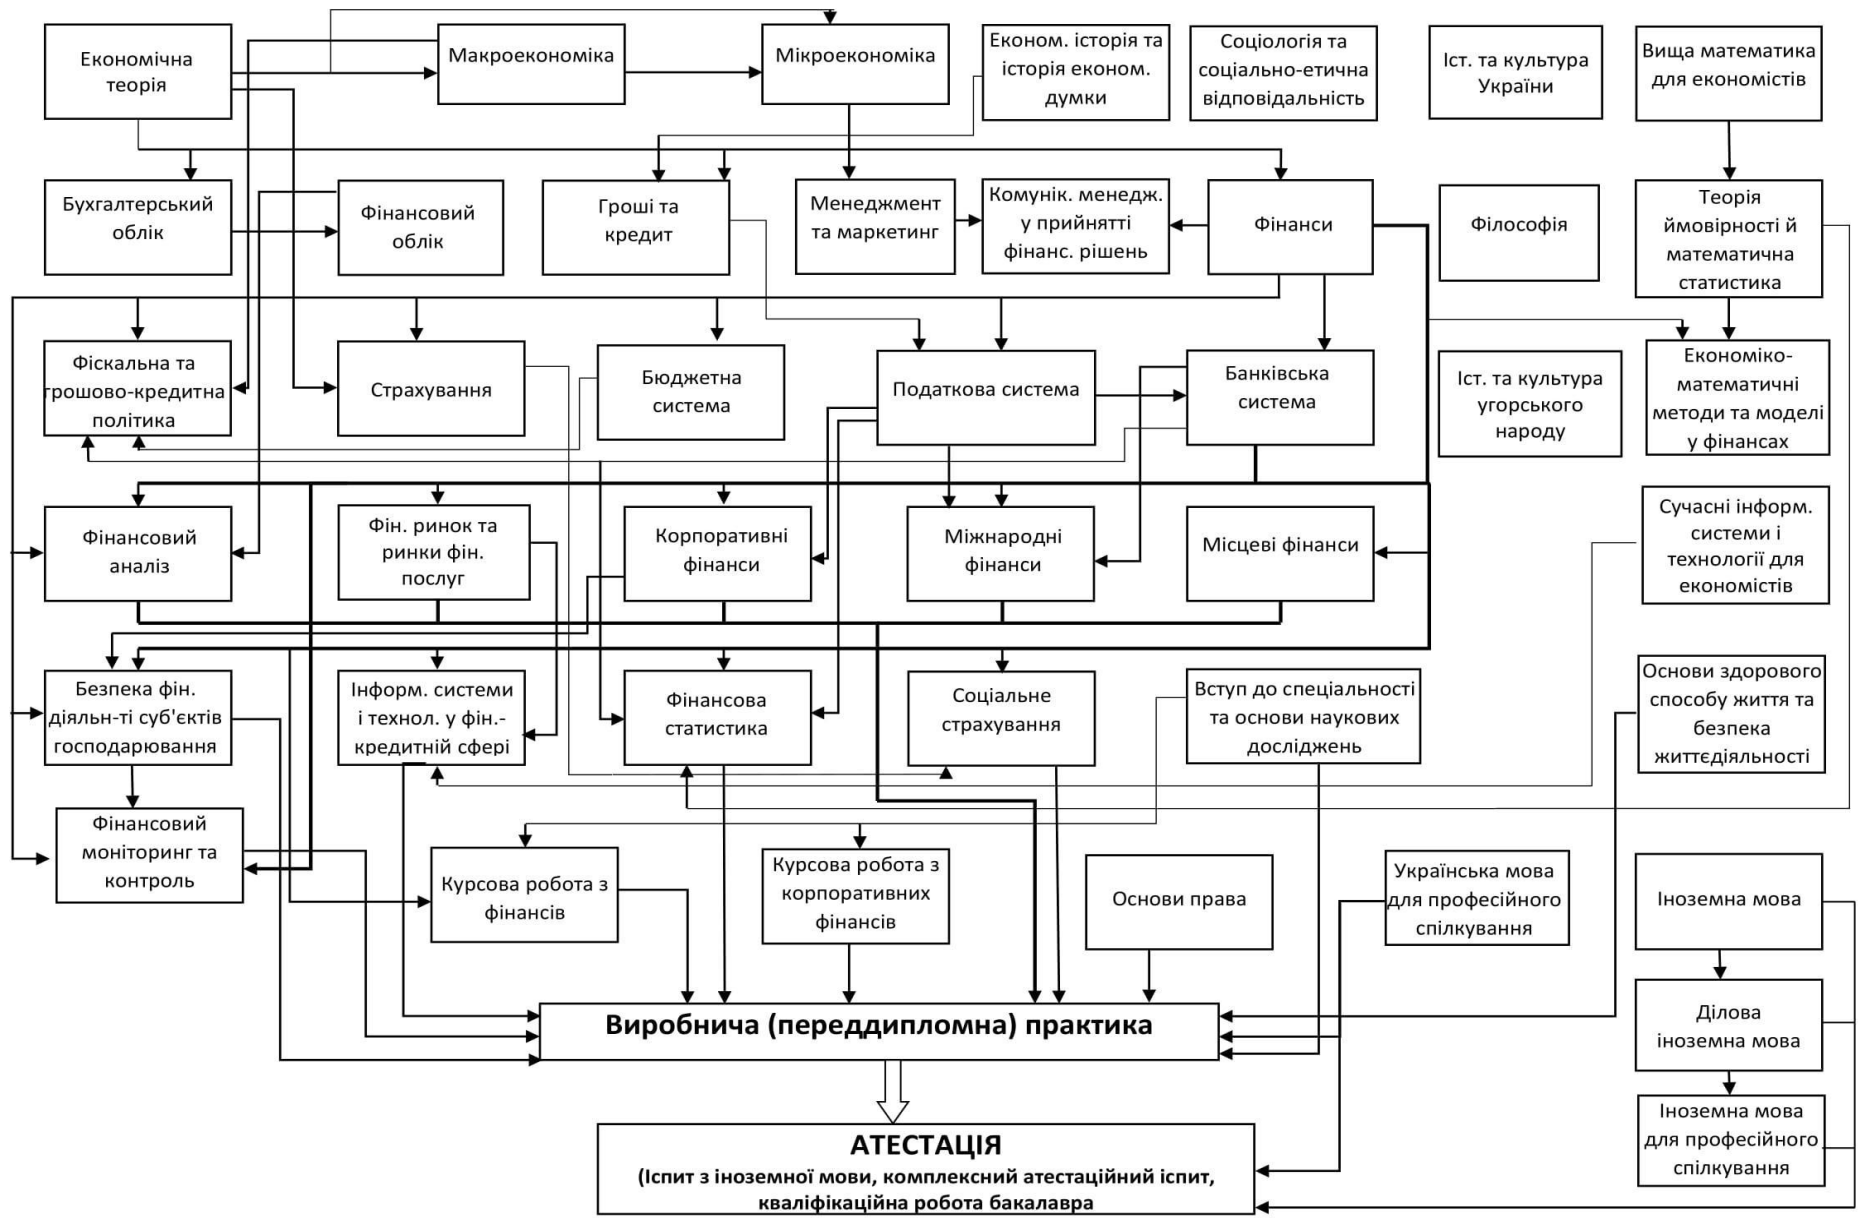 Економічна
теорія
Макроекономіка
Мікроекономіка
Економ. історія та
історія економ.
думки
Соціологія та
соціально-етична
відповідальність
Іст. та культура
України
Вища математика
для економістів
Бухгалтерський
облік
Фінансовий
облік
Гроші та
кредит
Менеджмент
та маркетинг
Комунік. менедж.
у прийнятті
фінанс. рішень
Фінанси
Філософія
Теорія
ймовірності й
математична
статистика
Фіскальна та
грошово-кредитна
політика
Страхування
Бюджетна
система
Податкова система
Банківська
система
Іст. та культура
угорського
народу
Економіко-
математичні
методи та моделі
у фінансах
Фінансовий
аналіз
Фін. ринок та
ринки фін.
послуг
Корпоративні
фінанси
Міжнародні
фінанси
Місцеві фінанси
Сучасні інформ.
системи і
технології для
економістів
Безпека фін.
діяльн-ті суб'єктів
господарювання
Інформ. системи
і технол. у фін.-
кредитній сфері
Фінансова
статистика
Соціальне
страхування
Вступ до спеціальності
та основи наукових
досліджень
Основи здорового
способу життя та
безпека
життєдіяльності
Фінансовий
моніторинг та
контроль
Курсова робота з
фінансів
Курсова робота з
корпоративних
фінансів
Основи права
Українська мова
для професійного
спілкування
Іноземна мова
Виробнича (переддипломна) практика
Ділова
іноземна мова
Іноземна мова
для професійного
спілкування
АТЕСТАЦІЯ
(Іспит з іноземної мови, комплексний атестаційний іспит,
кваліфікаційна робота бакалавра